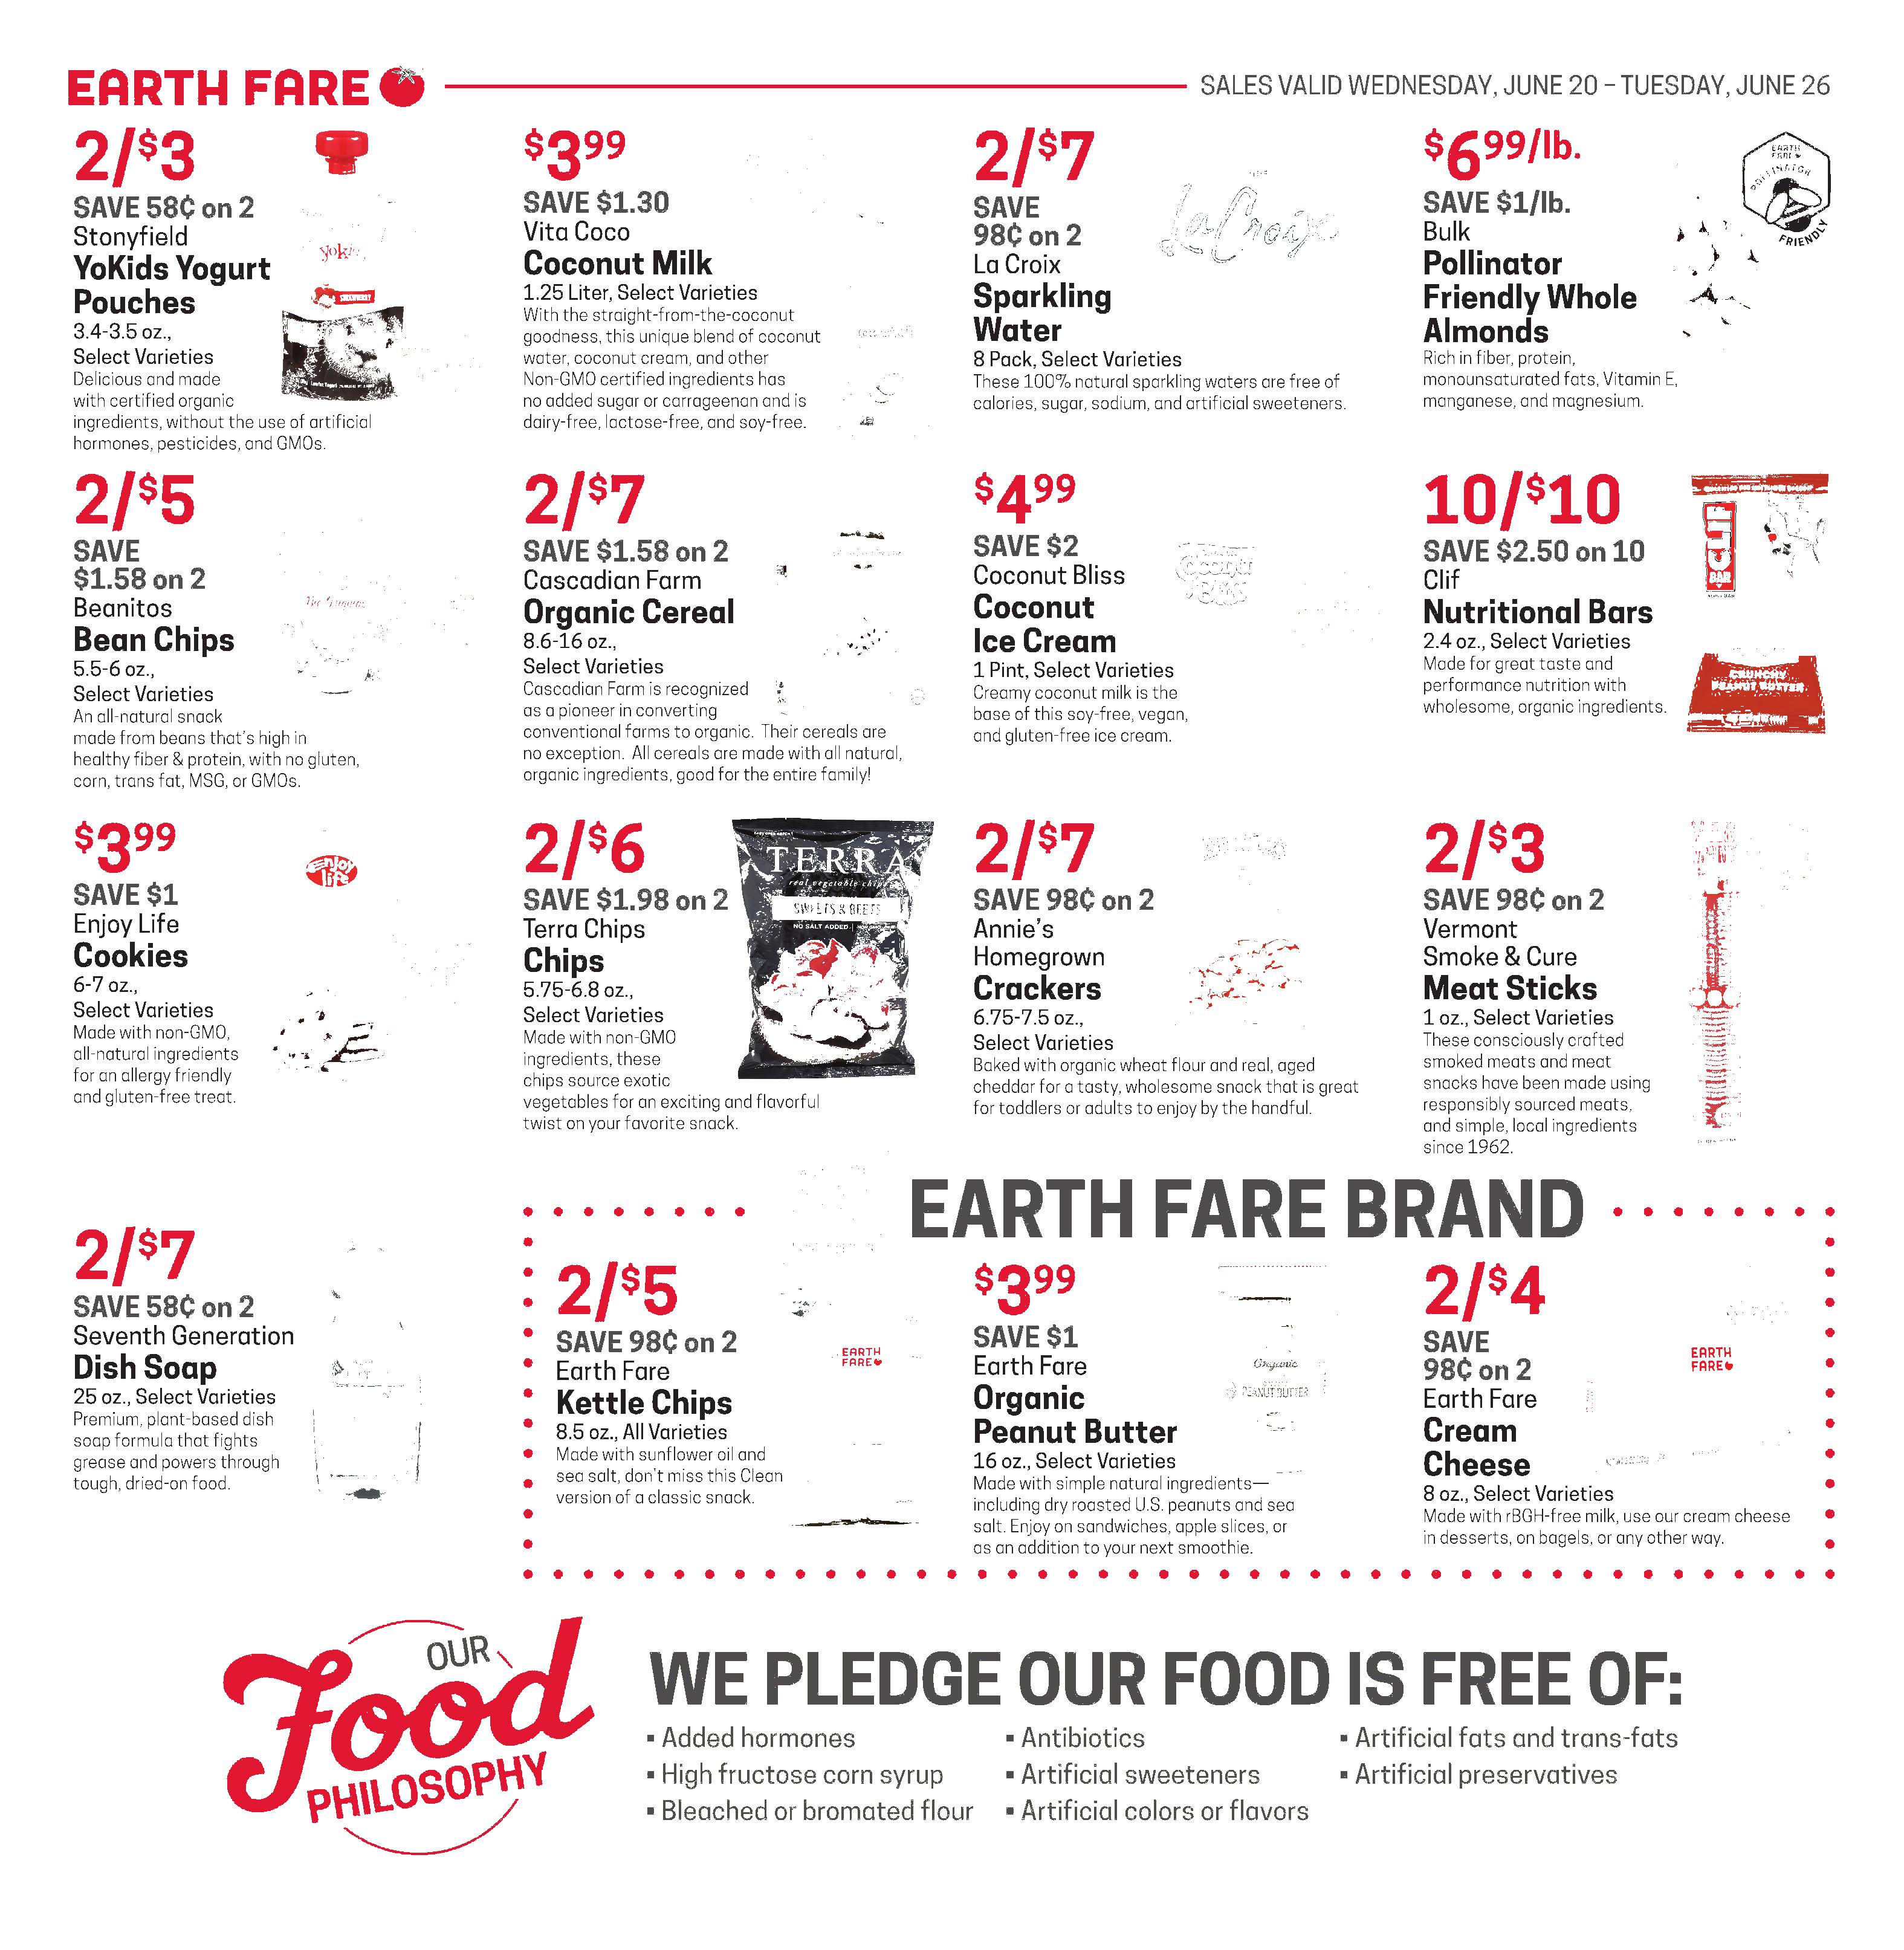 EARTH FARE
SALES VALID WEDNESDAY, JUNE 20 – TUESDAY, JUNE 26
2/$3
SAVE 58¢ on 2
Stonyfield
YoKids Yogurt
Pouches
3.4-3.5 oz.,
Select Varieties
Delicious and made
with certified organic
ingredients, without the use of artificial
hormones, pesticides, and GMOs.
$3.99
SAVE $1.30
Vita Coco
Coconut Milk
1.25 Liter, Select Varieties
With the straight-from-the-coconut
goodness, this unique blend of coconut
water, coconut cream, and other
Non-GMO certified ingredients has
no added sugar or carrageenan and is
dairy-free, lactose-free, and soy-free.
2/$7
SAVE
98¢ on 2
La Croix
Sparkling
Water
8 Pack, Select Varieties
These 100% natural sparkling waters are free of
calories, sugar, sodium, and artificial sweeteners.
LaCroix
$6.99/lb.
SAVE $1/lb.
Bulk
Pollinator
Friendly Whole
Almonds
Rich in fiber, protein,
monounsaturated fats, Vitamin E,
manganese, and magnesium.
EARTH
FARE
POLLINATOR
FRIENDLY
2/$5
SAVE
$1.58 on 2
Beanitos
Bean Chips
5.5-6 oz.,
Select Varieties
An all-natural snack
made from beans that's high in
healthy fiber & protein, with no gluten,
corn, trans fat, MSG, or GMOs.
2/$7
SAVE $1.58 on 2
Cascadian Farm
Organic Cereal
8.6-16 oz.,
Select Varieties
Cascadian Farm is recognized
as a pioneer in converting
conventional farms to organic. Their cereals are
no exception. All cereals are made with all natural,
organic ingredients, good for the entire family!
$4.99
SAVE $2
Coconut Bliss
Coconut
Ice Cream
1 Pint, Select Varieties
Creamy coconut milk is the
base of this soy-free, vegan,
and gluten-free ice cream.
Coconut
Bliss
10/$10
SAVE $2.50 on 10
Clif
Nutritional Bars
2.4 oz., Select Varieties
Made for great taste and
performance nutrition with
wholesome, organic ingredients.
CLIF
BAR
CRUNCHY
PEANUT BUTTER
$3.99
SAVE $1
Enjoy Life
Cookies
6-7 oz.,
Select Varieties
Made with non-GMO,
all-natural ingredients
for an allergy friendly
and gluten-free treat.
Enjoy
life
2/$6
SAVE $1.98 on 2
Terra Chips
Chips
5.75-6.8 oz.,
Select Varieties
Made with non-GMO
ingredients, these
chips source exotic
vegetables for an exciting and flavorful
twist on your favorite snack.
TERRA
real vegetable chips
SWEETS & BEETS
NO SALT ADDED
2/$7
SAVE 98¢ on 2
Annie's
Homegrown
Crackers
6.75-7.5 oz.,
Select Varieties
Baked with organic wheat flour and real, aged
cheddar for a tasty, wholesome snack that is great
for toddlers or adults to enjoy by the handful.
2/$3
SAVE 98¢ on 2
Vermont
Smoke & Cure
Meat Sticks
1 oz., Select Varieties
These consciously crafted
smoked meats and meat
snacks have been made using
responsibly sourced meats,
and simple, local ingredients
since 1962.
2/$7
SAVE 58¢ on 2
Seventh Generation
Dish Soap
25 oz., Select Varieties
Premium, plant-based dish
soap formula that fights
grease and powers through
tough, dried-on food.
EARTH FARE BRAND
2/$5
SAVE 98¢ on 2
Earth Fare
Kettle Chips
8.5 oz., All Varieties
Made with sunflower oil and
sea salt, don't miss this Clean
version of a classic snack.
EARTH
FARE
$3.99
SAVE $1
Earth Fare
Organic
Peanut Butter
16 oz., Select Varieties
Made with simple natural ingredients—
including dry roasted U.S. peanuts and sea
salt. Enjoy on sandwiches, apple slices, or
as an addition to your next smoothie.
Organic
PEANUT BUTTER
2/$4
SAVE
98¢ on 2
Earth Fare
Cream
Cheese
8 oz., Select Varieties
Made with rBGH-free milk, use our cream cheese
in desserts, on bagels, or any other way.
EARTH
FARE
OUR
Food
PHILOSOPHY
WE PLEDGE OUR FOOD IS FREE OF:
▪ Added hormones
▪ High fructose corn syrup
▪ Bleached or bromated flour
▪ Antibiotics
▪ Artificial sweeteners
▪ Artificial colors or flavors
▪ Artificial fats and trans-fats
▪ Artificial preservatives